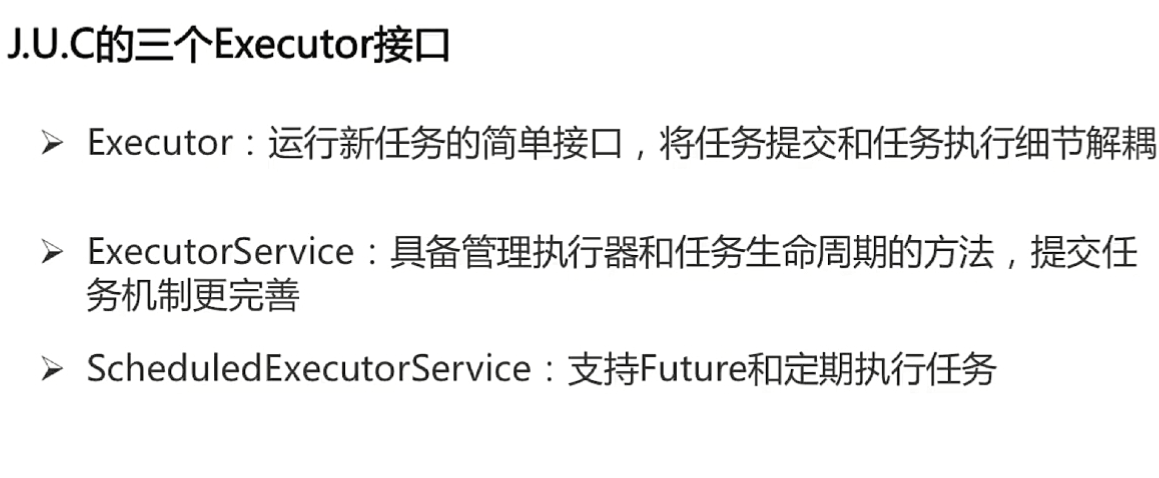 J.U.C的三个Executor接口
➢ Executor：运行新任务的简单接口，将任务提交和任务执行细节解耦
➢ ExecutorService：具备管理执行器和任务生命周期的方法，提交任
务机制更完善
➢ ScheduledExecutorService：支持Future和定期执行任务